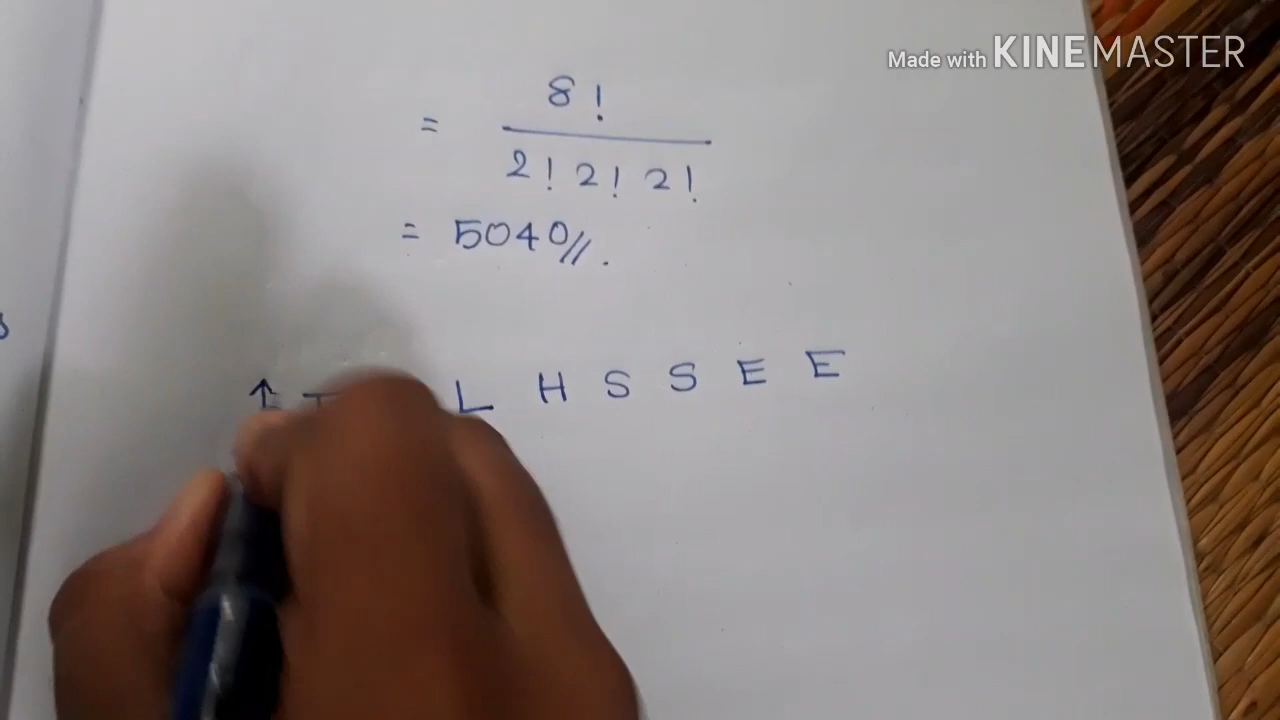 Made with KINEMASTER
= 8!
2! 2! 2!
= 5040//.
↑ L H S S E E